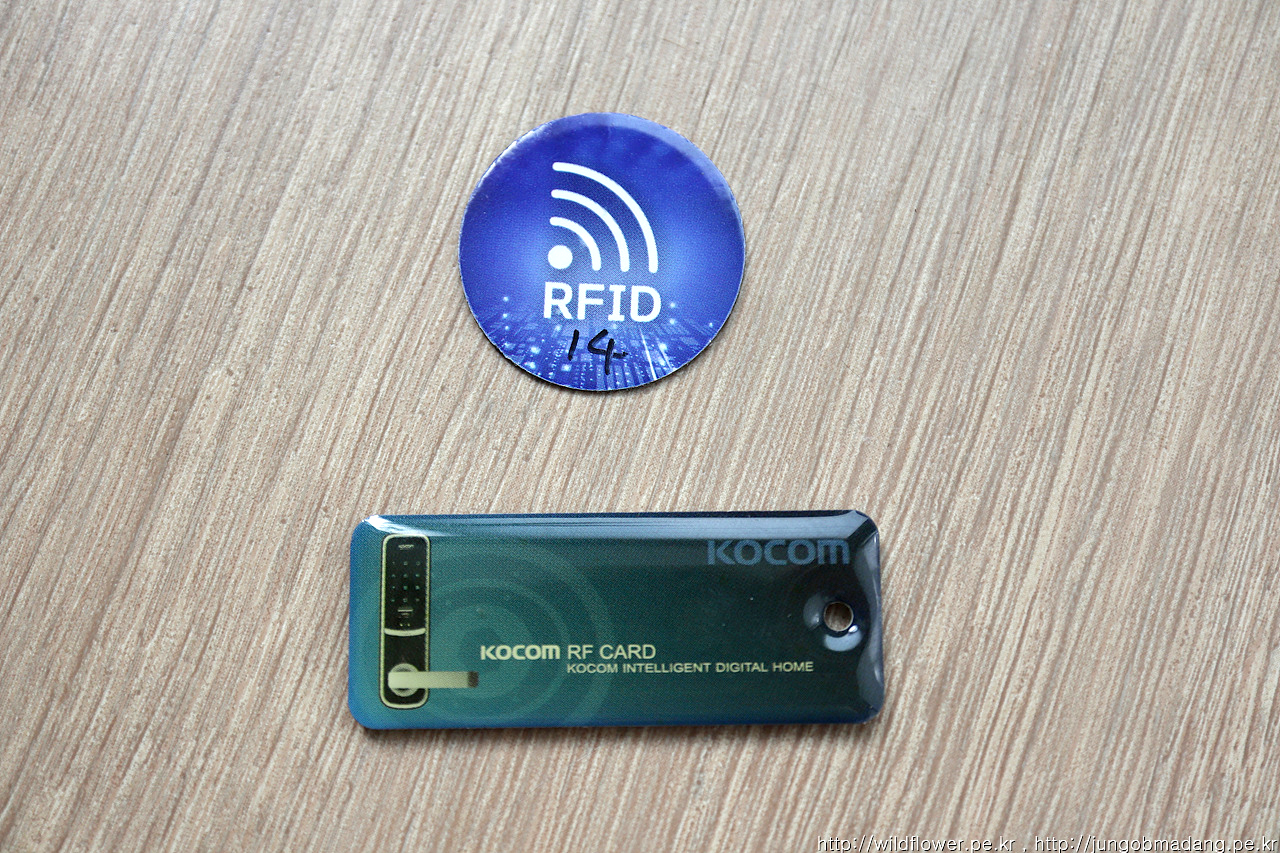 RFID
14
KOCOM
KOCOM RF CARD
KOCOM INTELLIGENT DIGITAL HOME
http://wildflower.pe.kr , http://jungobmadang.pe.kr